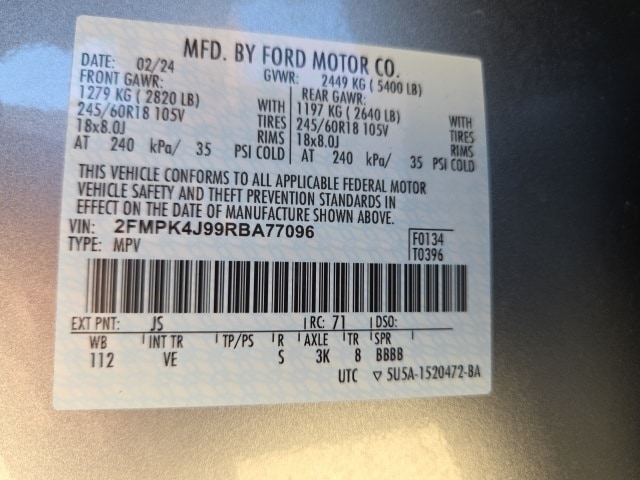 MFD. BY FORD MOTOR CO.
DATE: 02/24 GVWR: 2449 KG (5400 LB)
FRONT GAWR: REAR GAWR:
1279 KG (2820 LB) WITH 1197 KG (2640 LB) WITH
245/60R18 105V TIRES 245/60R18 105V TIRES
18x8.0J RIMS 18x8.0J RIMS
AT 240 kPa/ 35 PSI COLD AT 240 kPa/ 35 PSI COLD
THIS VEHICLE CONFORMS TO ALL APPLICABLE FEDERAL MOTOR
VEHICLE SAFETY AND THEFT PREVENTION STANDARDS IN
EFFECT ON THE DATE OF MANUFACTURE SHOWN ABOVE.
VIN: 2FMPK4J99RBA77096 F0134
TYPE: MPV T0396
EXT PNT: JS RC: 71 DSO:
WB INT TR TP/PS R AXLE TR SPR
112 VE S 3K 8 BBBB
UTC ▽ 5U5A-1520472-BA